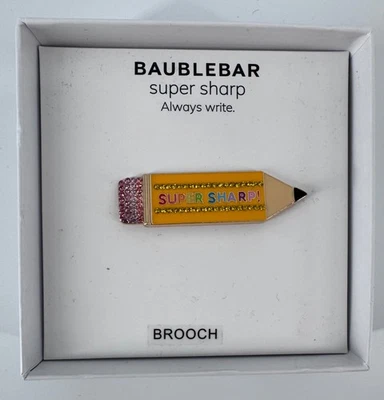 BAUBLEBAR
super sharp
Always write.
SUPER SHARP!
BROOCH